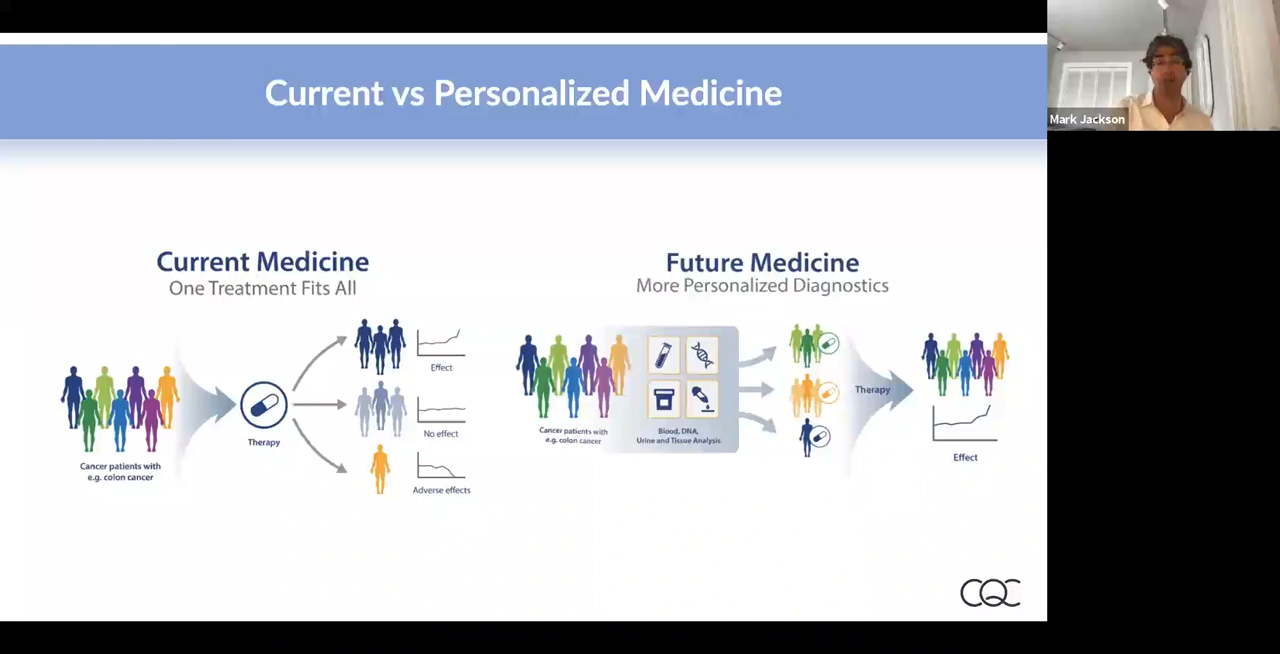 Current vs Personalized Medicine
Mark Jackson
Current Medicine
One Treatment Fits All
Cancer patients with
e.g. colon cancer
Therapy
Effect
No effect
Adverse effects
Future Medicine
More Personalized Diagnostics
Cancer patients with
e.g. colon cancer
Blood, DNA,
Urine and Tissue Analysis
Therapy
Effect
CQC